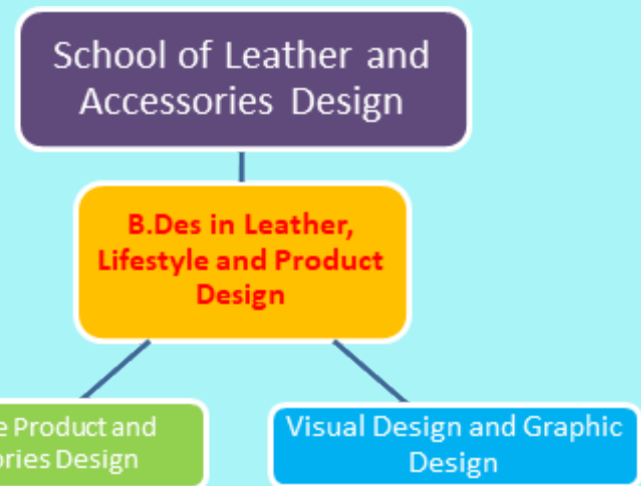 School of Leather and
Accessories Design
B.Des in Leather,
Lifestyle and Product
Design
Product and
Design
Visual Design and Graphic
Design